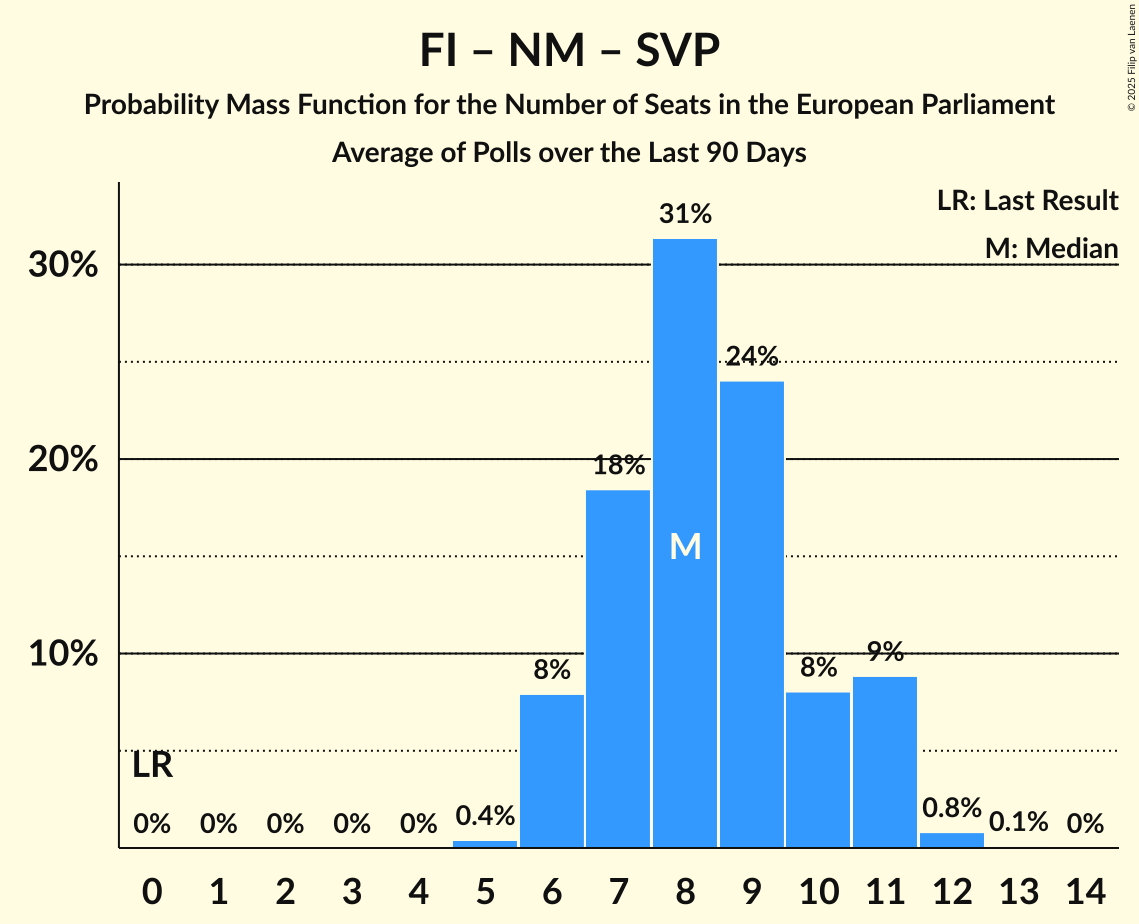 FI – NM – SVP
Probability Mass Function for the Number of Seats in the European Parliament
Average of Polls over the Last 90 Days
© 2025 Filip van Laenen
LR: Last Result
M: Median
30%
20%
10%
31%
24%
18%
M
8%
8%
9%
LR
0%
0%
0%
0%
0%
0.4%
0.8%
0.1%
0%
0 1 2 3 4 5 6 7 8 9 10 11 12 13 14